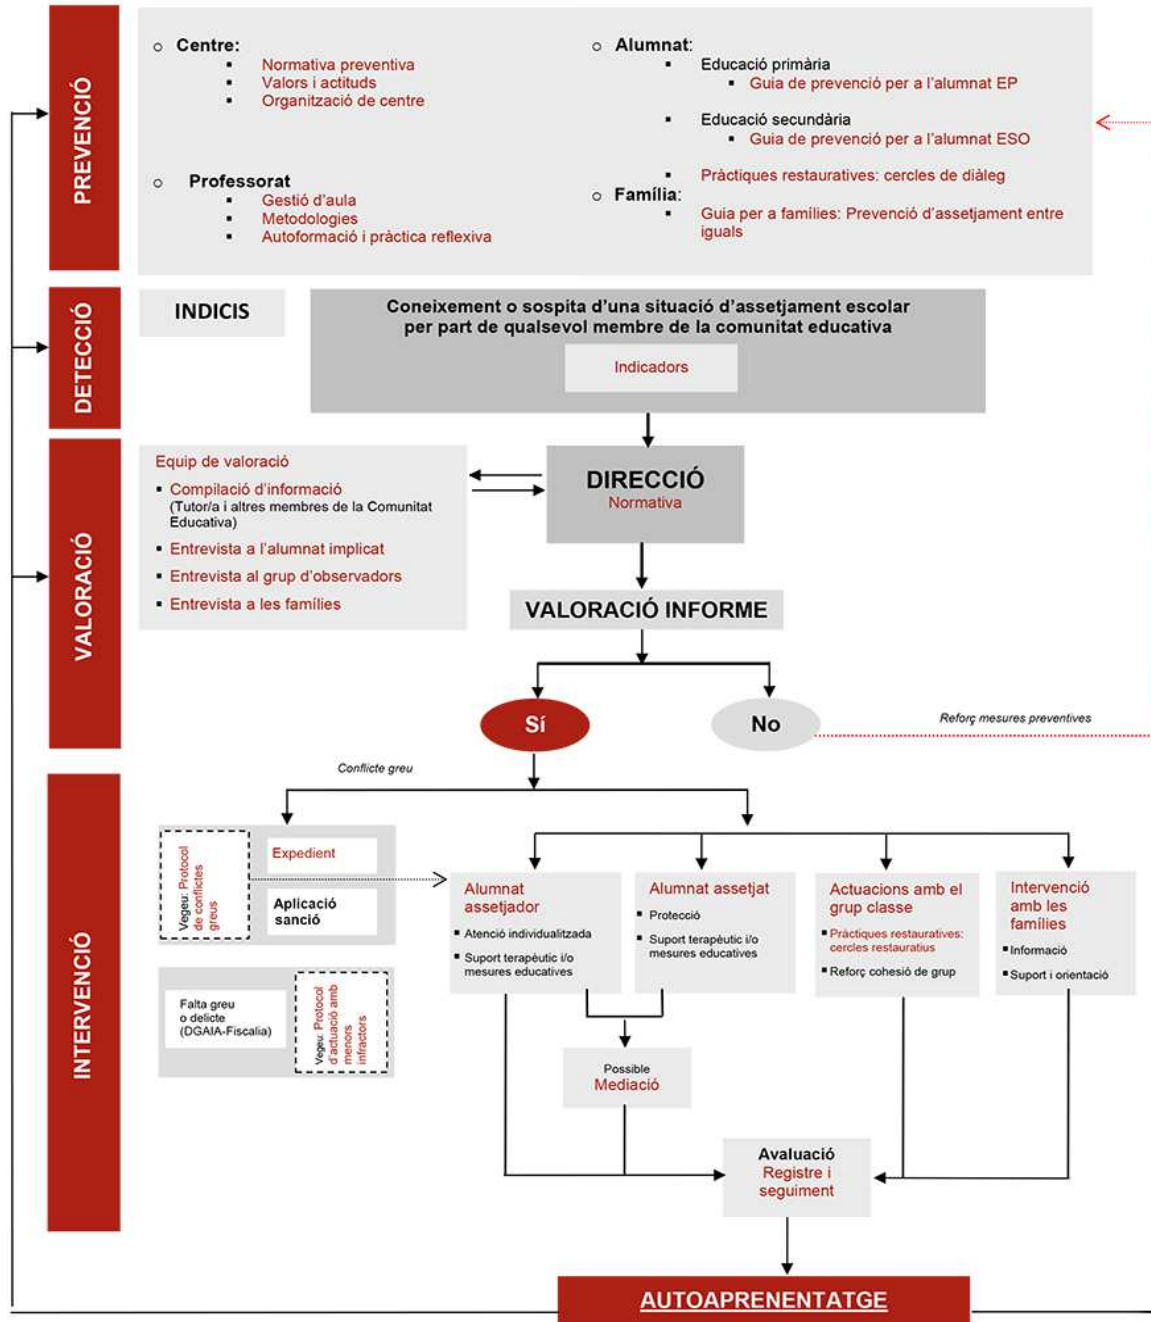 PREVENCIÓ
Centre:
Normativa preventiva
Valors i actituds
Organització de centre
Professorat
Gestió d'aula
Metodologies
Autoformació i pràctica reflexiva
Alumnat:
Educació primària
Guia de prevenció per a l'alumnat EP
Educació secundària
Guia de prevenció per a l'alumnat ESO
Pràctiques restauratives: cercles de diàleg
Família:
Guia per a famílies: Prevenció d'assetjament entre
iguals
DETECCIÓ
INDICIS
Coneixement o sospita d'una situació d'assetjament escolar
per part de qualsevol membre de la comunitat educativa
Indicadors
VALORACIÓ
Equip de valoració
Compilació d'informació
(Tutor/a i altres membres de la Comunitat
Educativa)
Entrevista a l'alumnat implicat
Entrevista al grup d'observadors
Entrevista a les famílies
DIRECCIÓ
Normativa
VALORACIÓ INFORME
Sí
No
Reforç mesures preventives
INTERVENCIÓ
Conflicte greu
Vegeu: Protocol
de conflictes
greus
Expedient
Aplicació
sanció
Falta greu
o delicte
(DGAIA-Fiscalia)
Vegeu: Protocol
d'actuació amb
menors
infractors
Alumnat
assetjador
Atenció individualitzada
Suport terapèutic i/o
mesures educatives
Alumnat assetjat
Protecció
Suport terapèutic i/o
mesures educatives
Actuacions amb el
grup classe
Pràctiques restauratives:
cercles restauratius
Reforç cohesió de grup
Intervenció
amb les
famílies
Informació
Suport i orientació
Possible
Mediació
Avaluació
Registre i
seguiment
AUTOAPRENENTATGE